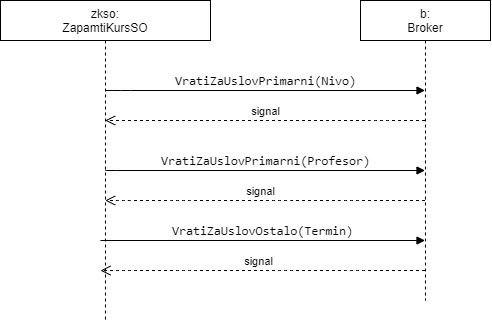 zkso:
ZapamtiKursSO
b:
Broker
VratiZaUslovPrimarni(Nivo)
signal
VratiZaUslovPrimarni(Profesor)
signal
VratiZaUslovOstalo(Termin)
signal